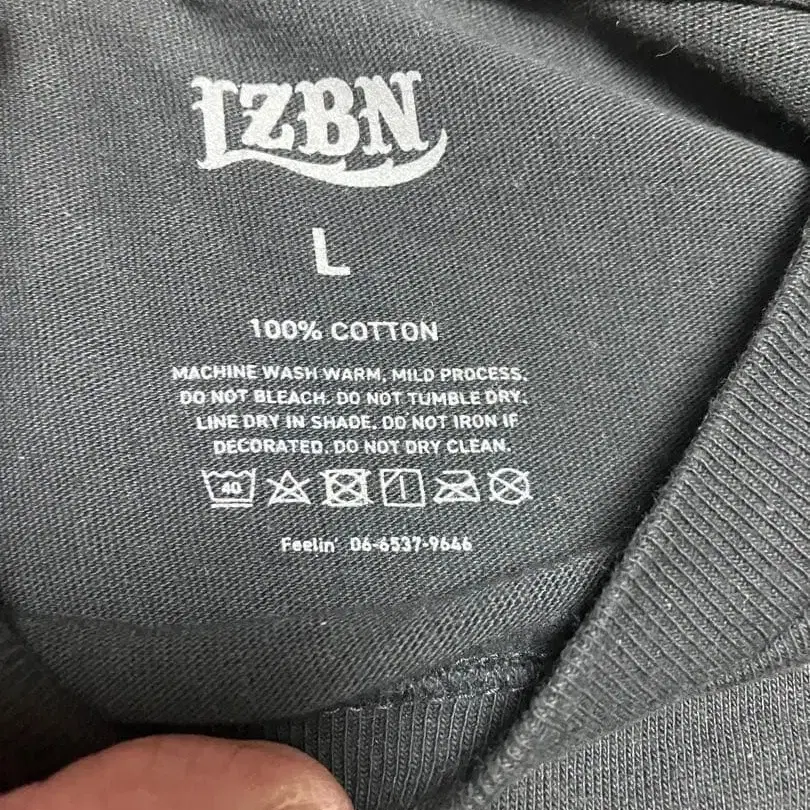 IZBN
L
100% COTTON
MACHINE WASH WARM, MILD PROCESS.
DO NOT BLEACH. DO NOT TUMBLE DRY.
LINE DRY IN SHADE. DO NOT IRON IF
DECORATED. DO NOT DRY CLEAN.
40
Feelin' 06-6537-9646